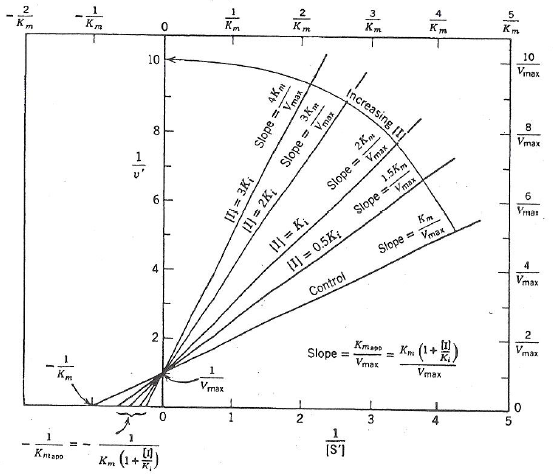 -2/Km -1/Km 0 1/Km 2/Km 3/Km 4/Km 5/Km
10
8
6
4
2
1/v'
10/Vmax
8/Vmax
6/Vmax
4/Vmax
2/Vmax
0
Increasing [I]
[I] = 3Ki
Slope = 4Km/Vmax
[I] = 2Ki
Slope = 3Km/Vmax
[I] = Ki
Slope = 2Km/Vmax
[I] = 0.5Ki
Slope = 1.5Km/Vmax
Control
Slope = Km/Vmax
Slope = Kmapp/Vmax = Km (1 + [I]/Ki)/Vmax
-1/Km
1/Vmax
0 1 2 3 4 5
1/[S']
-1/Kmapp = -1/Km (1 + [I]/Ki)